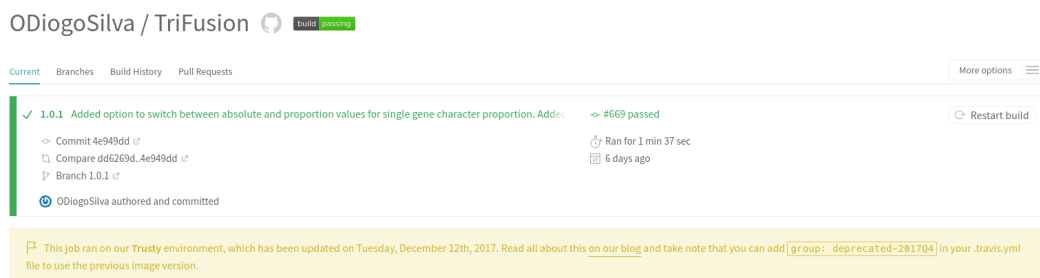 ODiogoSilva / TriFusion
build passing
Current Branches Build History Pull Requests
More options
1.0.1 Added option to switch between absolute and proportion values for single gene character proportion. Added
#669 passed
Restart build
Commit 4e949dd
Ran for 1 min 37 sec
Compare dd6269d..4e949dd
6 days ago
Branch 1.0.1
ODiogoSilva authored and committed
This job ran on our Trusty environment, which has been updated on Tuesday, December 12th, 2017. Read all about this on our blog and take note that you can add group: deprecated-2017Q4 in your .travis.yml
file to use the previous image version.